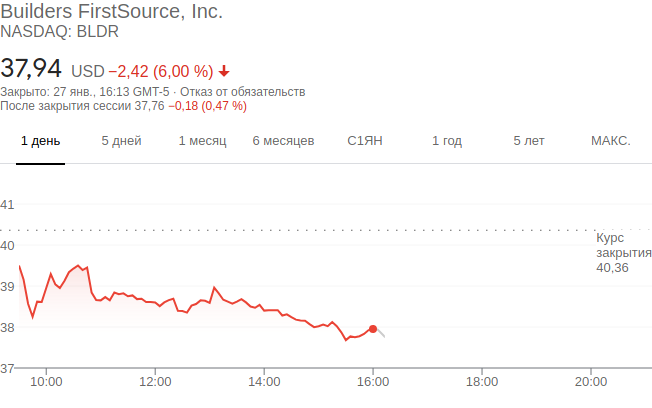 Builders FirstSource, Inc.
NASDAQ: BLDR
37,94 USD −2,42 (6,00 %)
Закрыто: 27 янв., 16:13 GMT-5 · Отказ от обязательств
После закрытия сессии 37,76 −0,18 (0,47 %)
1 день 5 дней 1 месяц 6 месяцев С1ЯН 1 год 5 лет МАКС.
41
40
39
38
37
Курс
закрытия
40,36
10:00 12:00 14:00 16:00 18:00 20:00